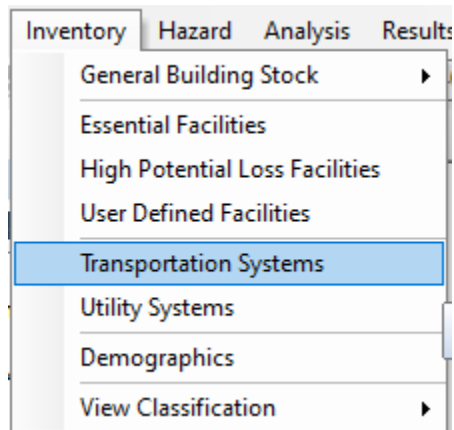 Inventory Hazard Analysis Results
General Building Stock
Essential Facilities
High Potential Loss Facilities
User Defined Facilities
Transportation Systems
Utility Systems
Demographics
View Classification